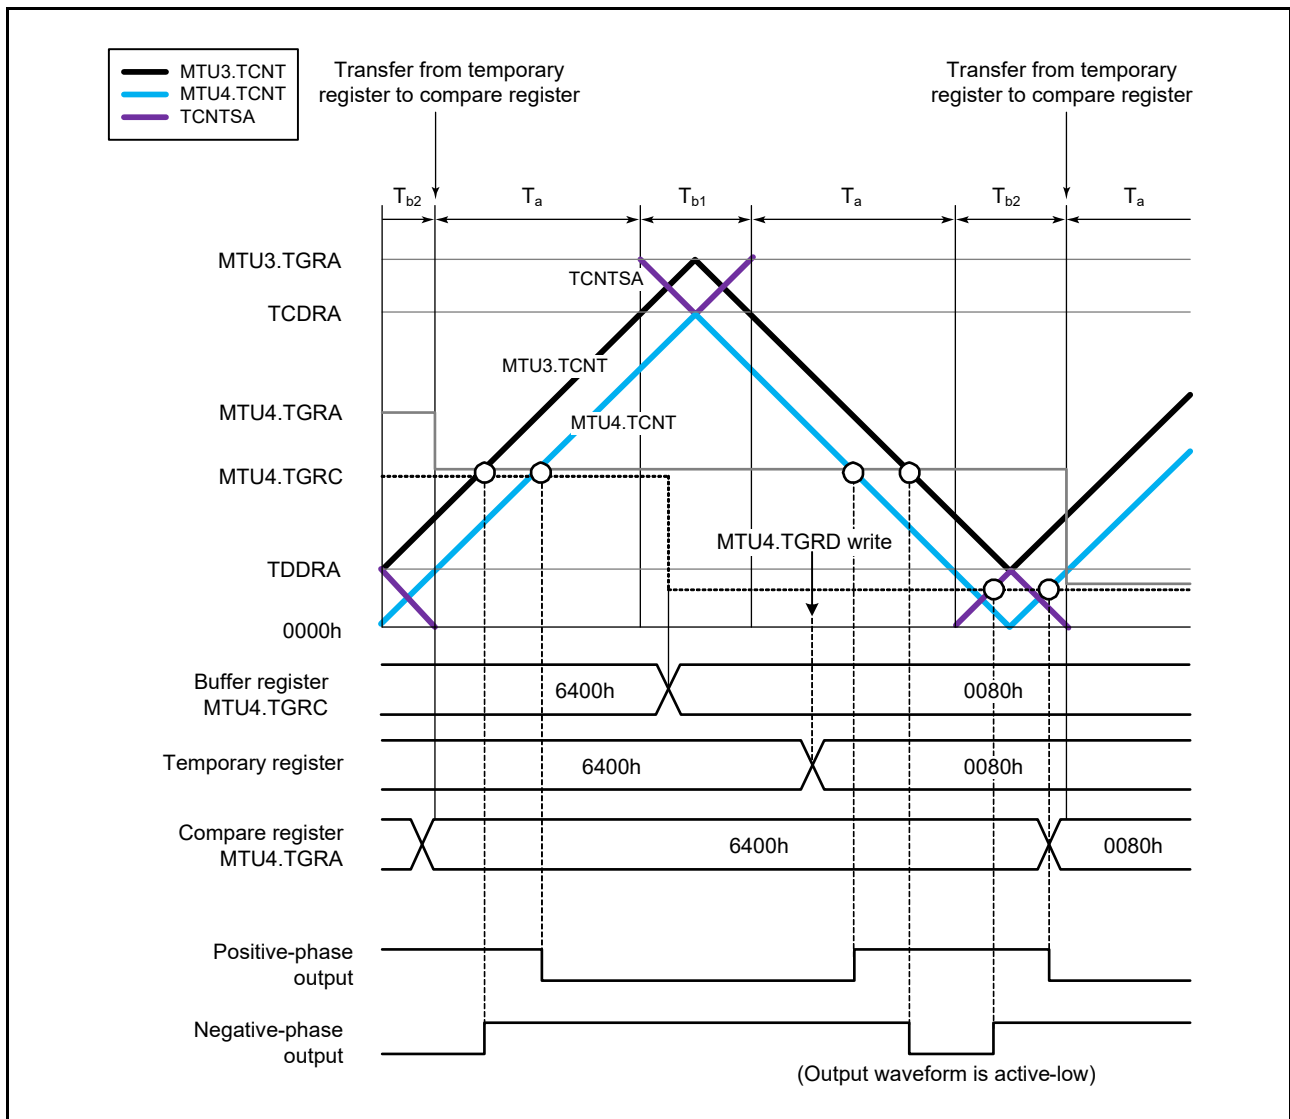 MTU3.TCNT
MTU4.TCNT
TCNTSA
Transfer from temporary
register to compare register
Transfer from temporary
register to compare register
Tb2
Ta
Tb1
Ta
Tb2
Ta
MTU3.TGRA
TCNTSA
TCDRA
MTU3.TCNT
MTU4.TGRA
MTU4.TCNT
MTU4.TGRC
MTU4.TGRD write
TDDRA
0000h
Buffer register
MTU4.TGRC
6400h
0080h
Temporary register
6400h
0080h
Compare register
MTU4.TGRA
6400h
0080h
Positive-phase
output
Negative-phase
output
(Output waveform is active-low)